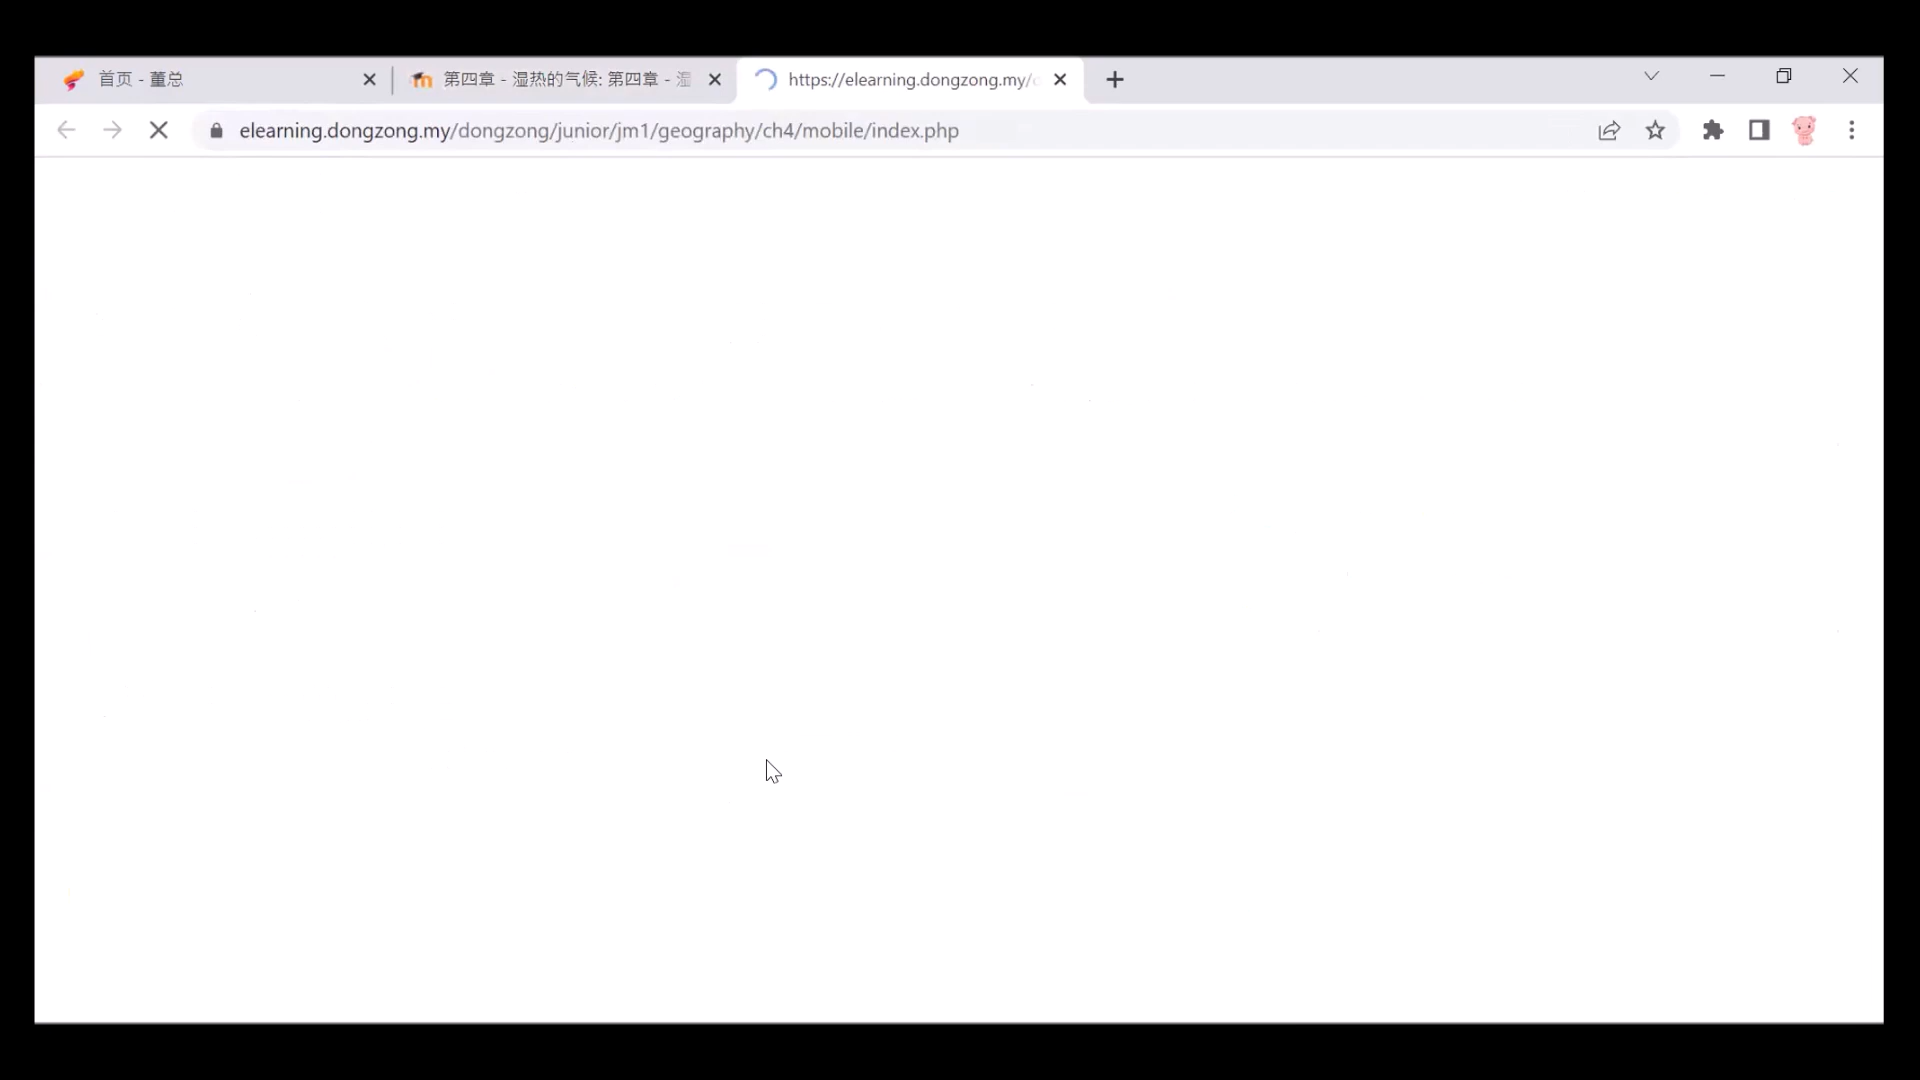 首页 - 董总
第四章 - 湿热的气候: 第四章 - 湿
https://elearning.dongzong.my/
elearning.dongzong.my/dongzong/junior/jm1/geography/ch4/mobile/index.php